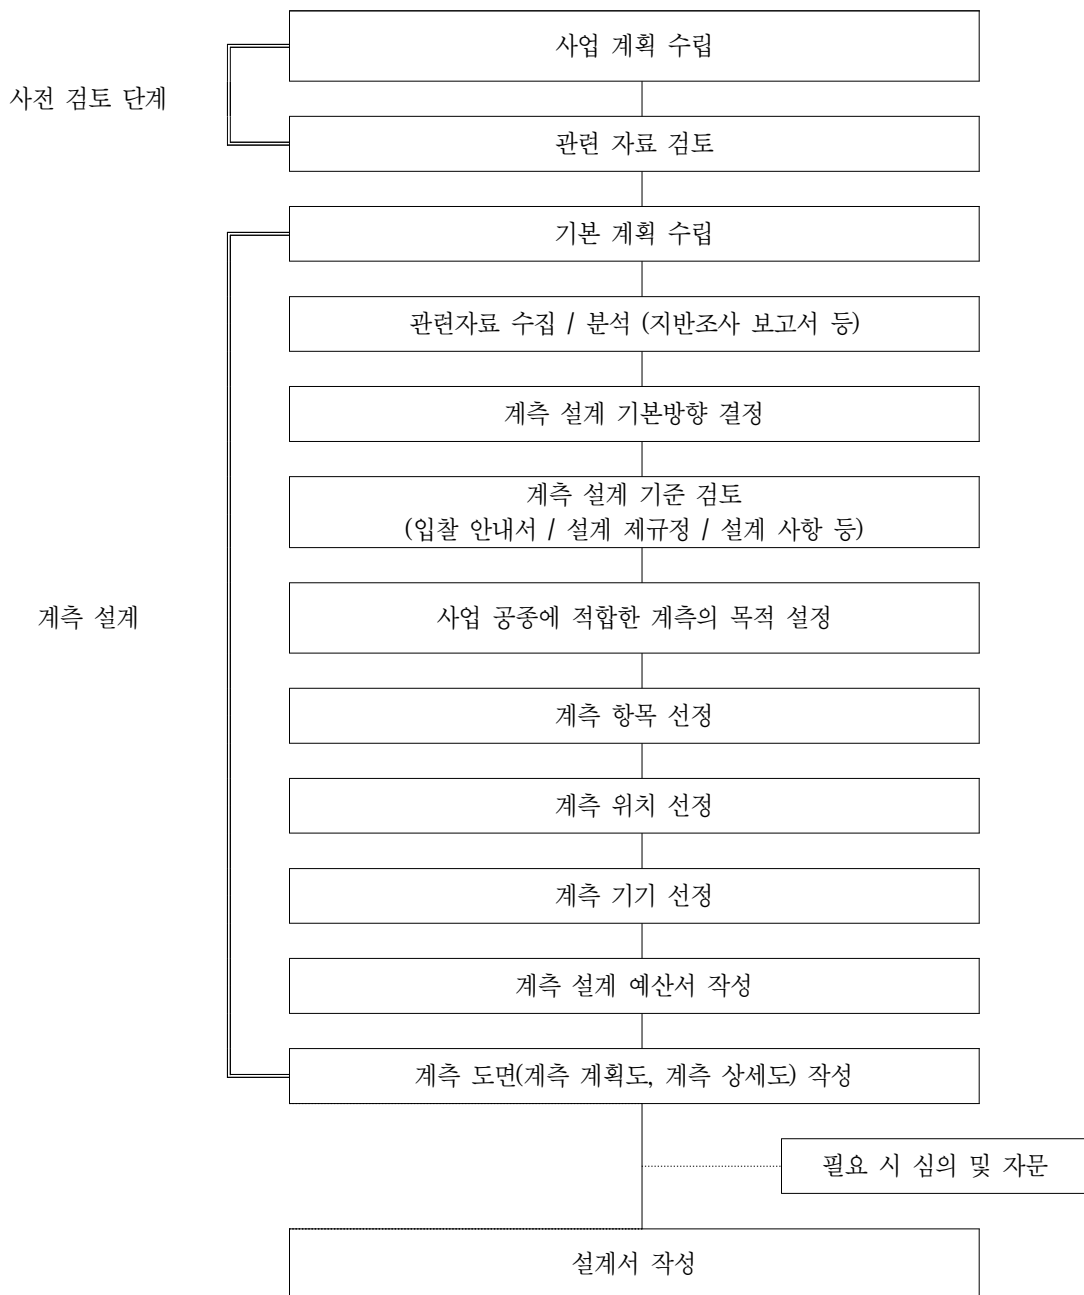 사업 계획 수립
사전 검토 단계
관련 자료 검토
기본 계획 수립
관련자료 수집 / 분석 (지반조사 보고서 등)
계측 설계 기본방향 결정
계측 설계 기준 검토
(입찰 안내서 / 설계 제규정 / 설계 사항 등)
계측 설계
사업 공종에 적합한 계측의 목적 설정
계측 항목 선정
계측 위치 선정
계측 기기 선정
계측 설계 예산서 작성
계측 도면(계측 계획도, 계측 상세도) 작성
필요 시 심의 및 자문
설계서 작성